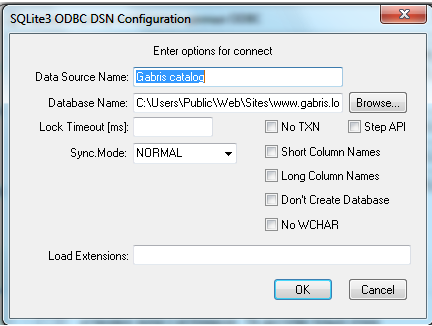 SQLite3 ODBC DSN Configuration
Enter options for connect
Data Source Name: Gabris catalog
Database Name: C:\Users\Public\Web\Sites\www.gabris.lo Browse...
Lock Timeout [ms]: No TXN Step API
Sync.Mode: NORMAL Short Column Names
Long Column Names
Don't Create Database
No WCHAR
Load Extensions:
OK Cancel